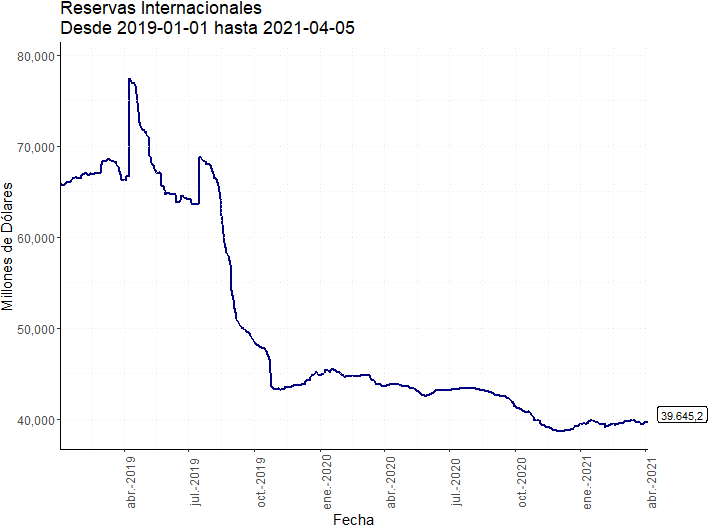 Reservas Internacionales
Desde 2019-01-01 hasta 2021-04-05
Millones de Dólares
80,000
70,000
60,000
50,000
40,000
39.645,2
abr.-2019
jul.-2019
oct.-2019
ene.-2020
abr.-2020
jul.-2020
oct.-2020
ene.-2021
abr.-2021
Fecha